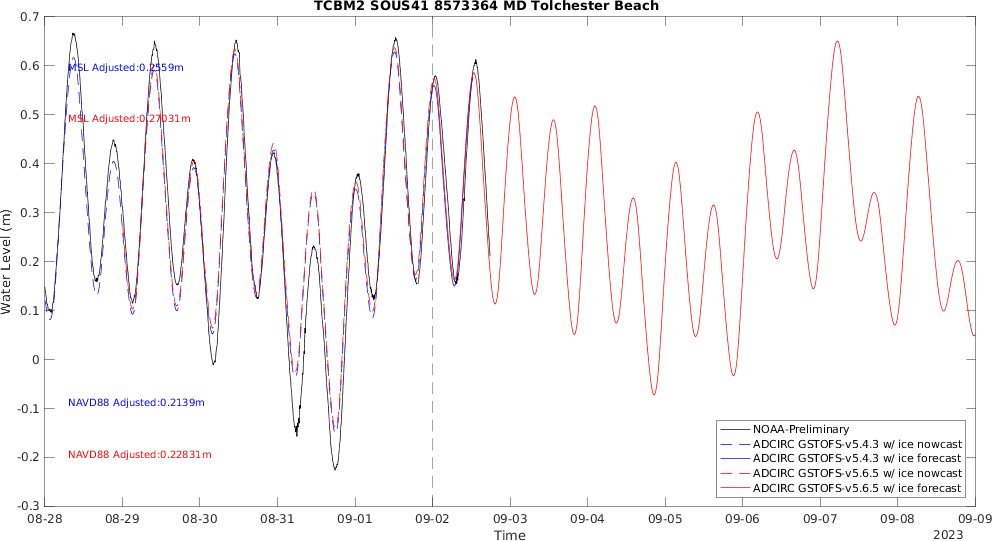 TCBM2 SOUS41 8573364 MD Tolchester Beach
0.7
0.6
0.5
0.4
0.3
0.2
0.1
0
-0.1
-0.2
-0.3
Water Level (m)
MSL Adjusted:0.2559m
MSL Adjusted:0.27031m
NAVD88 Adjusted:0.2139m
NAVD88 Adjusted:0.22831m
NOAA-Preliminary
ADCIRC GSTOFS-v5.4.3 w/ ice nowcast
ADCIRC GSTOFS-v5.4.3 w/ ice forecast
ADCIRC GSTOFS-v5.6.5 w/ ice nowcast
ADCIRC GSTOFS-v5.6.5 w/ ice forecast
08-28 08-29 08-30 08-31 09-01 09-02 09-03 09-04 09-05 09-06 09-07 09-08 09-09
Time
2023